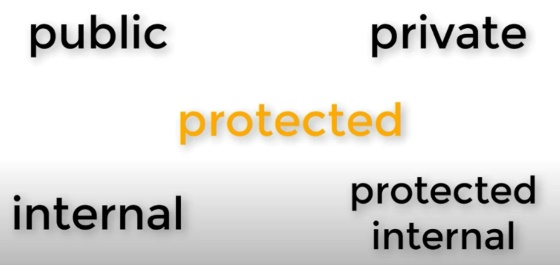 public
private
protected
internal
protected
internal